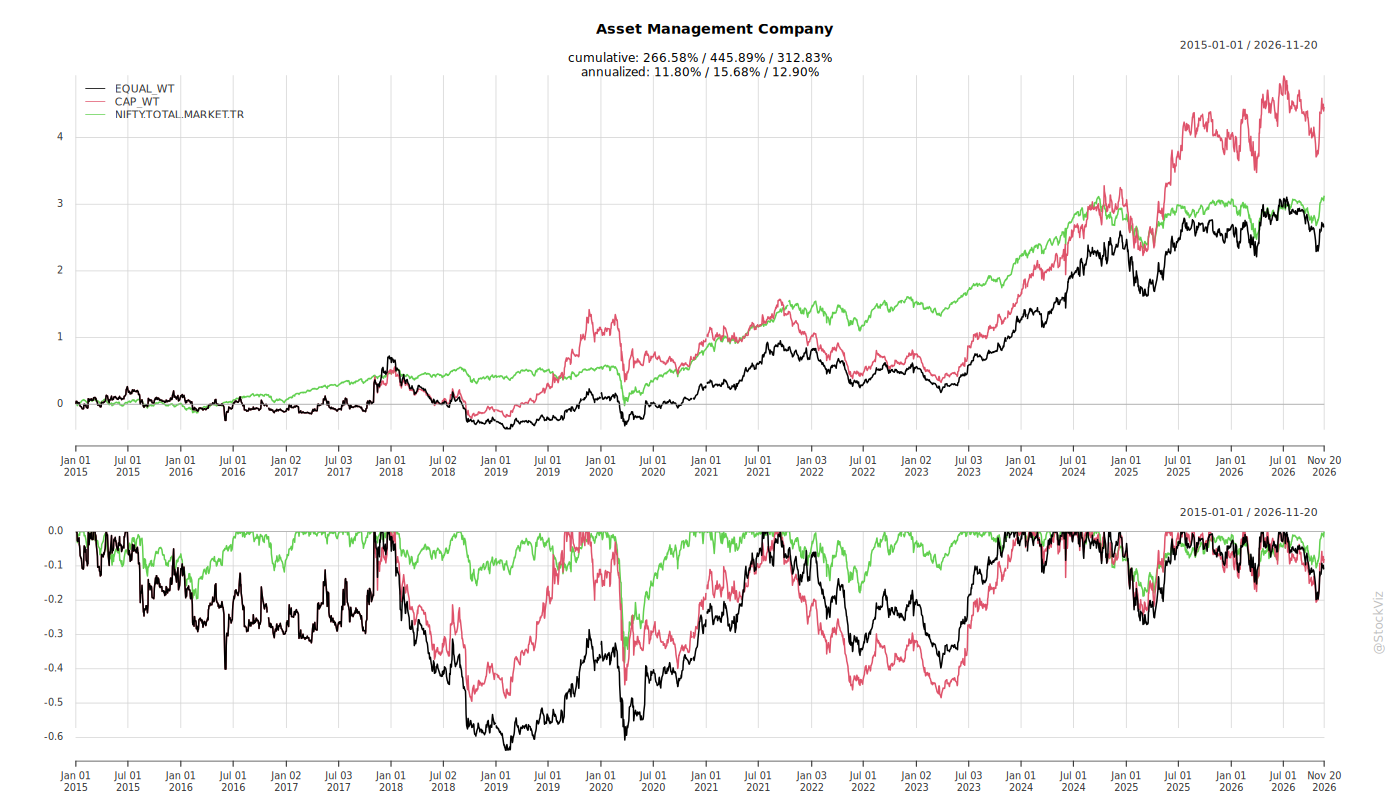 Asset Management Company
2015-01-01 / 2026-11-20
cumulative: 266.58% / 445.89% / 312.83%
annualized: 11.80% / 15.68% / 12.90%
EQUAL_WT
CAP_WT
NIFTY.TOTAL.MARKET.TR
4
3
2
1
0
Jan 01 Jul 01 Jan 01 Jul 01 Jan 02 Jul 03 Jan 01 Jul 02 Jan 01 Jul 01 Jan 01 Jul 01 Jan 01 Jul 01 Jan 03 Jul 01 Jan 02 Jul 03 Jan 01 Jul 01 Jan 01 Jul 01 Jan 01 Jul 01 Nov 20
2015 2015 2016 2016 2017 2017 2018 2018 2019 2019 2020 2020 2021 2021 2022 2022 2023 2023 2024 2024 2025 2025 2026 2026 2026
2015-01-01 / 2026-11-20
0.0
-0.1
-0.2
-0.3
-0.4
-0.5
-0.6
Jan 01 Jul 01 Jan 01 Jul 01 Jan 02 Jul 03 Jan 01 Jul 02 Jan 01 Jul 01 Jan 01 Jul 01 Jan 01 Jul 01 Jan 03 Jul 01 Jan 02 Jul 03 Jan 01 Jul 01 Jan 01 Jul 01 Jan 01 Jul 01 Nov 20
2015 2015 2016 2016 2017 2017 2018 2018 2019 2019 2020 2020 2021 2021 2022 2022 2023 2023 2024 2024 2025 2025 2026 2026 2026
@StockViz